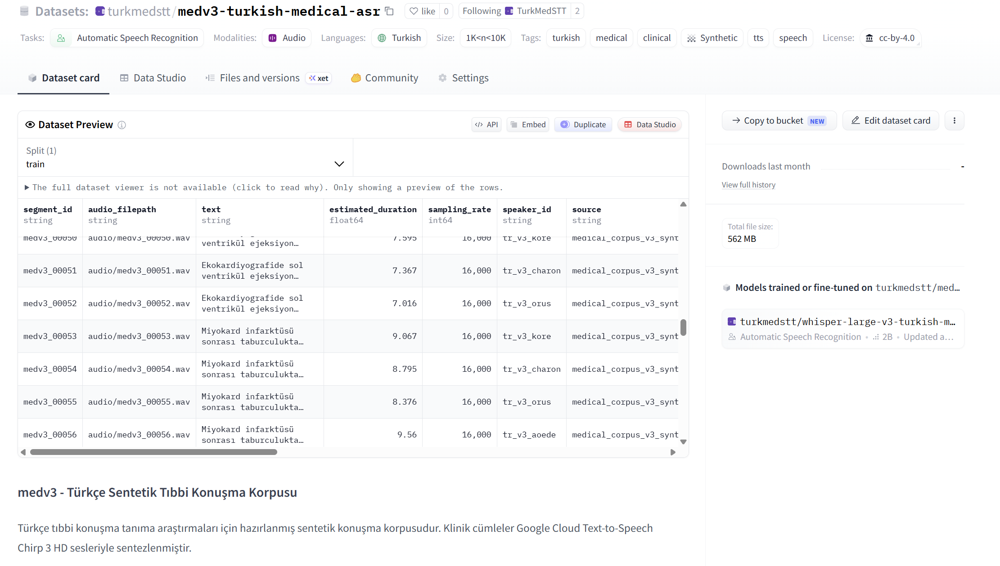 Datasets: turkmedstt/medv3-turkish-medical-asr like 0 Following TurkMedSTT 2
Tasks: Automatic Speech Recognition Modalities: Audio Languages: Turkish Size: 1K<n<10K Tags: turkish medical clinical Synthetic tts speech License: cc-by-4.0
Dataset card Data Studio Files and versions xet Community Settings
Dataset Preview API Embed Duplicate Data Studio
Split (1)
train
The full dataset viewer is not available (click to read why). Only showing a preview of the rows.
segment_id audio_filepath text estimated_duration sampling_rate speaker_id source
string string string float64 int64 string string
medv3_00050 audio/medv3_00050.wav ventrikül ejeksiyon… 7.595 16,000 tr_v3_kore medical_corpus_v3_synt
medv3_00051 audio/medv3_00051.wav Ekokardiyografide sol ventrikül ejeksiyon… 7.367 16,000 tr_v3_charon medical_corpus_v3_synt
medv3_00052 audio/medv3_00052.wav Ekokardiyografide sol ventrikül ejeksiyon… 7.016 16,000 tr_v3_orus medical_corpus_v3_synt
medv3_00053 audio/medv3_00053.wav Miyokard infarktüsü sonrası taburculukta… 9.067 16,000 tr_v3_kore medical_corpus_v3_synt
medv3_00054 audio/medv3_00054.wav Miyokard infarktüsü sonrası taburculukta… 8.795 16,000 tr_v3_charon medical_corpus_v3_synt
medv3_00055 audio/medv3_00055.wav Miyokard infarktüsü sonrası taburculukta… 8.376 16,000 tr_v3_orus medical_corpus_v3_synt
medv3_00056 audio/medv3_00056.wav Miyokard infarktüsü sonrası taburculukta… 9.56 16,000 tr_v3_aoede medical_corpus_v3_synt
medv3 - Türkçe Sentetik Tıbbi Konuşma Korpusu
Türkçe tıbbi konuşma tanıma araştırmaları için hazırlanmış sentetik konuşma korpusudur. Klinik cümleler Google Cloud Text-to-Speech
Chirp 3 HD sesleriyle sentezlenmiştir.
Copy to bucket NEW Edit dataset card
Downloads last month -
View full history
Total file size:
562 MB
Models trained or fine-tuned on turkmedstt/med…
turkmedstt/whisper-large-v3-turkish-m…
Automatic Speech Recognition • 2B • Updated a…